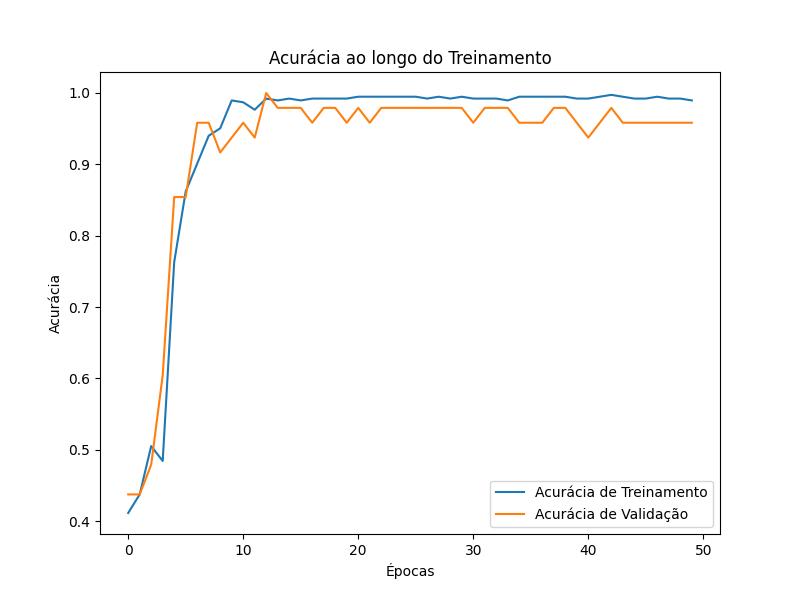 Acurácia ao longo do Treinamento
Acurácia
1.0
0.9
0.8
0.7
0.6
0.5
0.4
0
10
20
30
40
50
Épocas
Acurácia de Treinamento
Acurácia de Validação